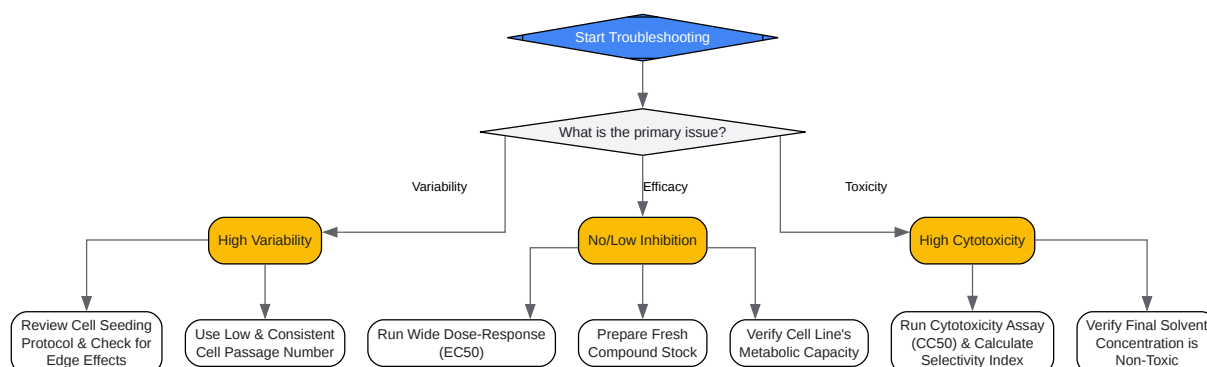 Start Troubleshooting
What is the primary issue?
Variability
Efficacy
Toxicity
High Variability
No/Low Inhibition
High Cytotoxicity
Review Cell Seeding
Protocol & Check for
Edge Effects
Use Low & Consistent
Cell Passage Number
Run Wide Dose-Response
(EC50)
Prepare Fresh
Compound Stock
Verify Cell Line's
Metabolic Capacity
Run Cytotoxicity Assay
(CC50) & Calculate
Selectivity Index
Verify Final Solvent
Concentration is
Non-Toxic